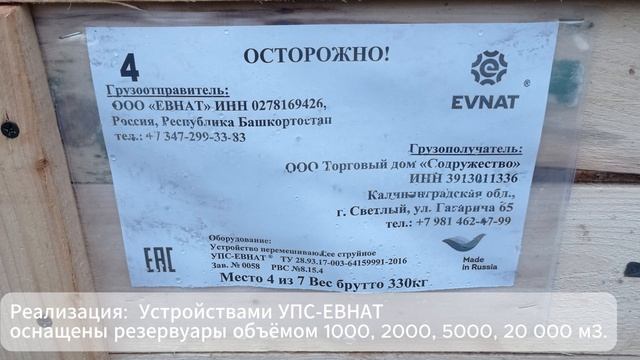 ОСТОРОЖНО!
4
EVNAT®
Грузоотправитель:
ООО «ЕВНАТ» ИНН 0278169426,
Россия, Республика Башкортостан
тел.: +7 347-299-33-83
Грузополучатель:
ООО Торговый дом «Содружество»
ИНН 3913011336
Калининградская обл.,
г. Светлый, ул. Гагарина 65
тел.: +7 981 462-47-99
Оборудование:
Устройство перемешивающее струйное
УПС-ЕВНАТ® ТУ 28.93.17-003-64159991-2016
Зав. № 0058 РВС №8.15.4
Место 4 из 7 Вес брутто 330кг
EAC
Made
in Russia
Реализация: Устройствами УПС-ЕВНАТ
оснащены резервуары объёмом 1000, 2000, 5000, 20 000 м3.